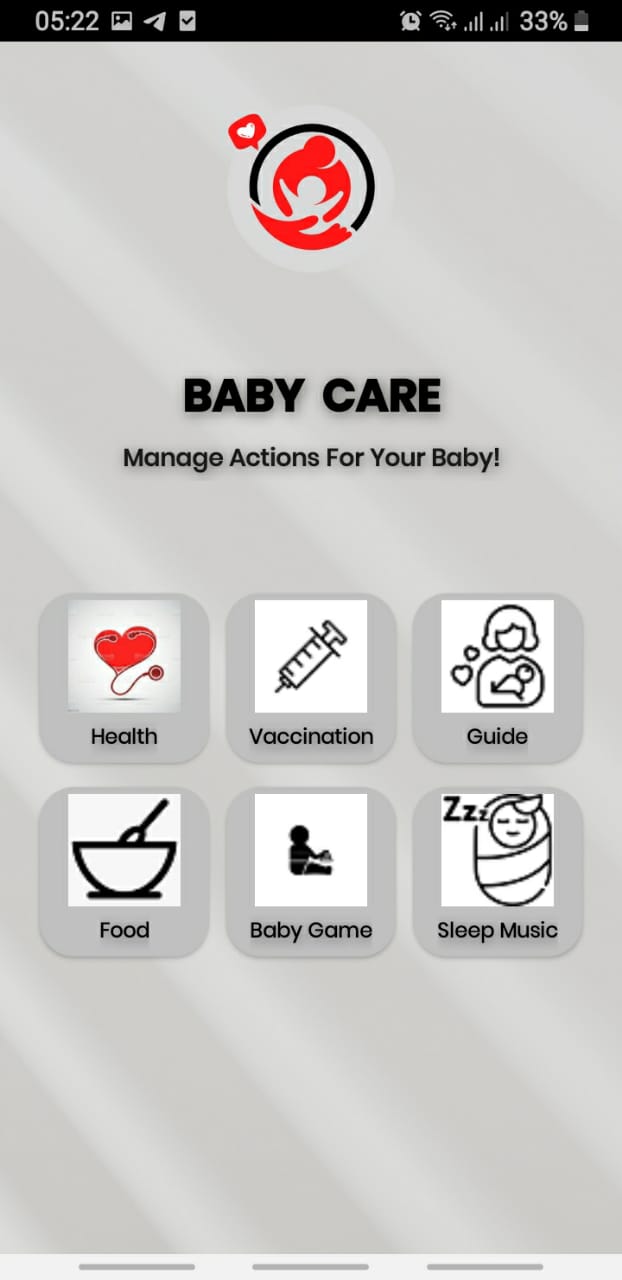 05:22 33%
BABY CARE
Manage Actions For Your Baby!
Health Vaccination Guide
Zzz
Food Baby Game Sleep Music